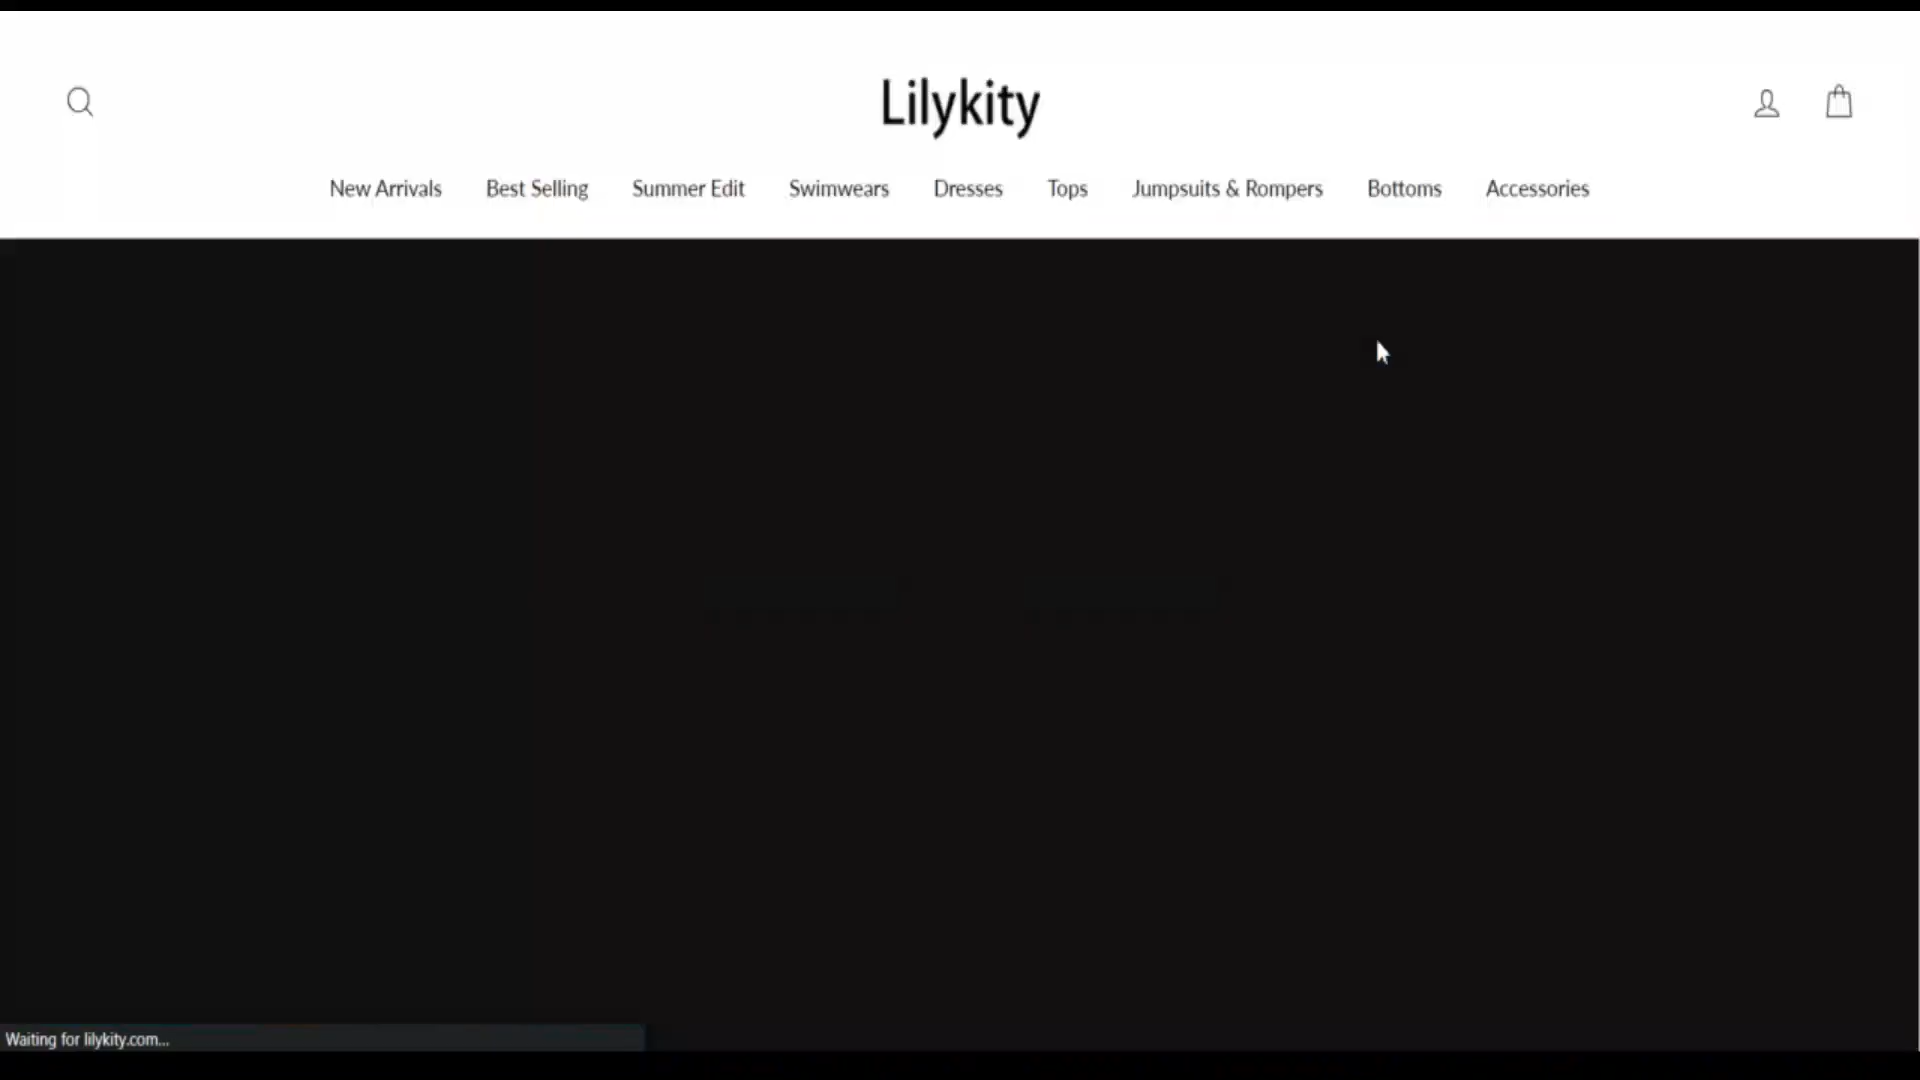 Lilykity
New Arrivals Best Selling Summer Edit Swimwears Dresses Tops Jumpsuits & Rompers Bottoms Accessories
Waiting for lilykity.com...